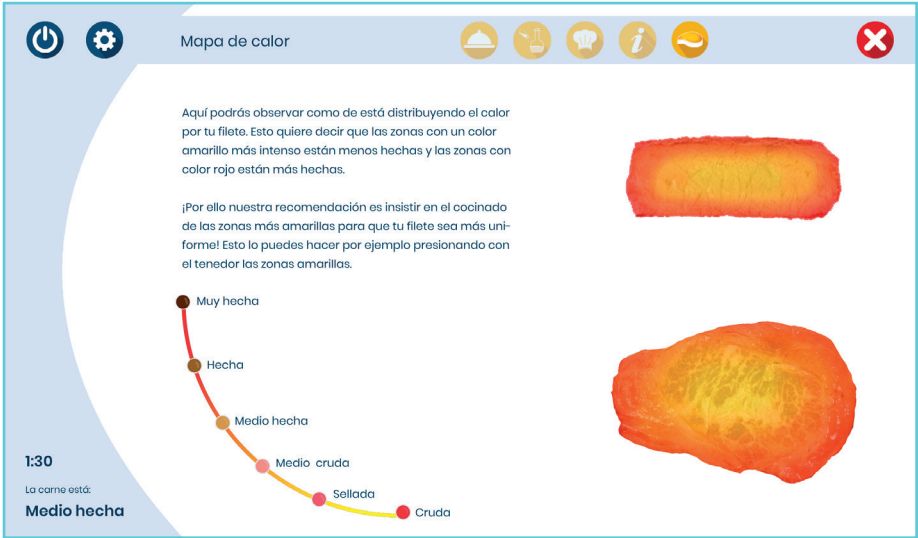 Mapa de calor
Aquí podrás observar como de está distribuyendo el calor
por tu filete. Esto quiere decir que las zonas con un color
amarillo más intenso están menos hechas y las zonas con
color rojo están más hechas.
¡Por ello nuestra recomendación es insistir en el cocinado
de las zonas más amarillas para que tu filete sea más uni-
forme! Esto lo puedes hacer por ejemplo presionando con
el tenedor las zonas amarillas.
Muy hecha
Hecha
Medio hecha
Medio cruda
Sellada
Cruda
1:30
La carne está:
Medio hecha